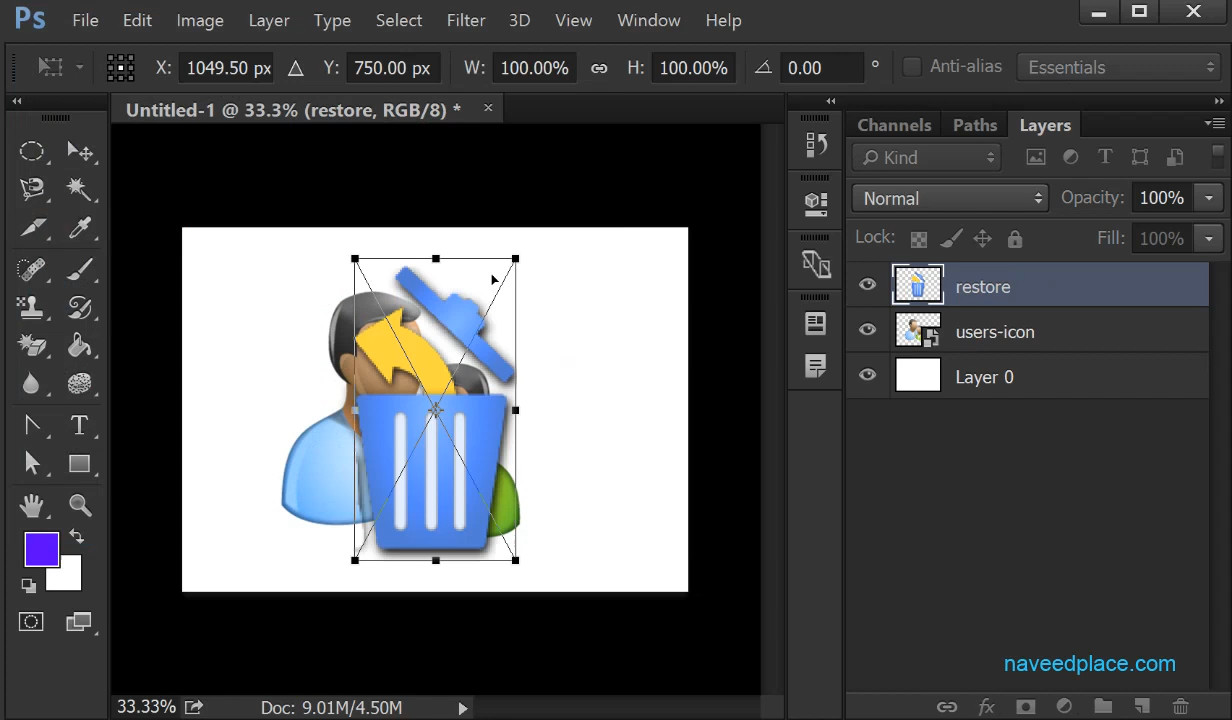 Ps File Edit Image Layer Type Select Filter 3D View Window Help
X: 1049.50 px Y: 750.00 px W: 100.00% H: 100.00% 0.00 ° Anti-alias Essentials
Untitled-1 @ 33.3% (restore, RGB/8) * ×
Channels Paths Layers
Kind T
Normal Opacity: 100%
Lock: Fill: 100%
restore
users-icon
Layer 0
T
naveedplace.com
33.33% Doc: 9.01M/4.50M
fx